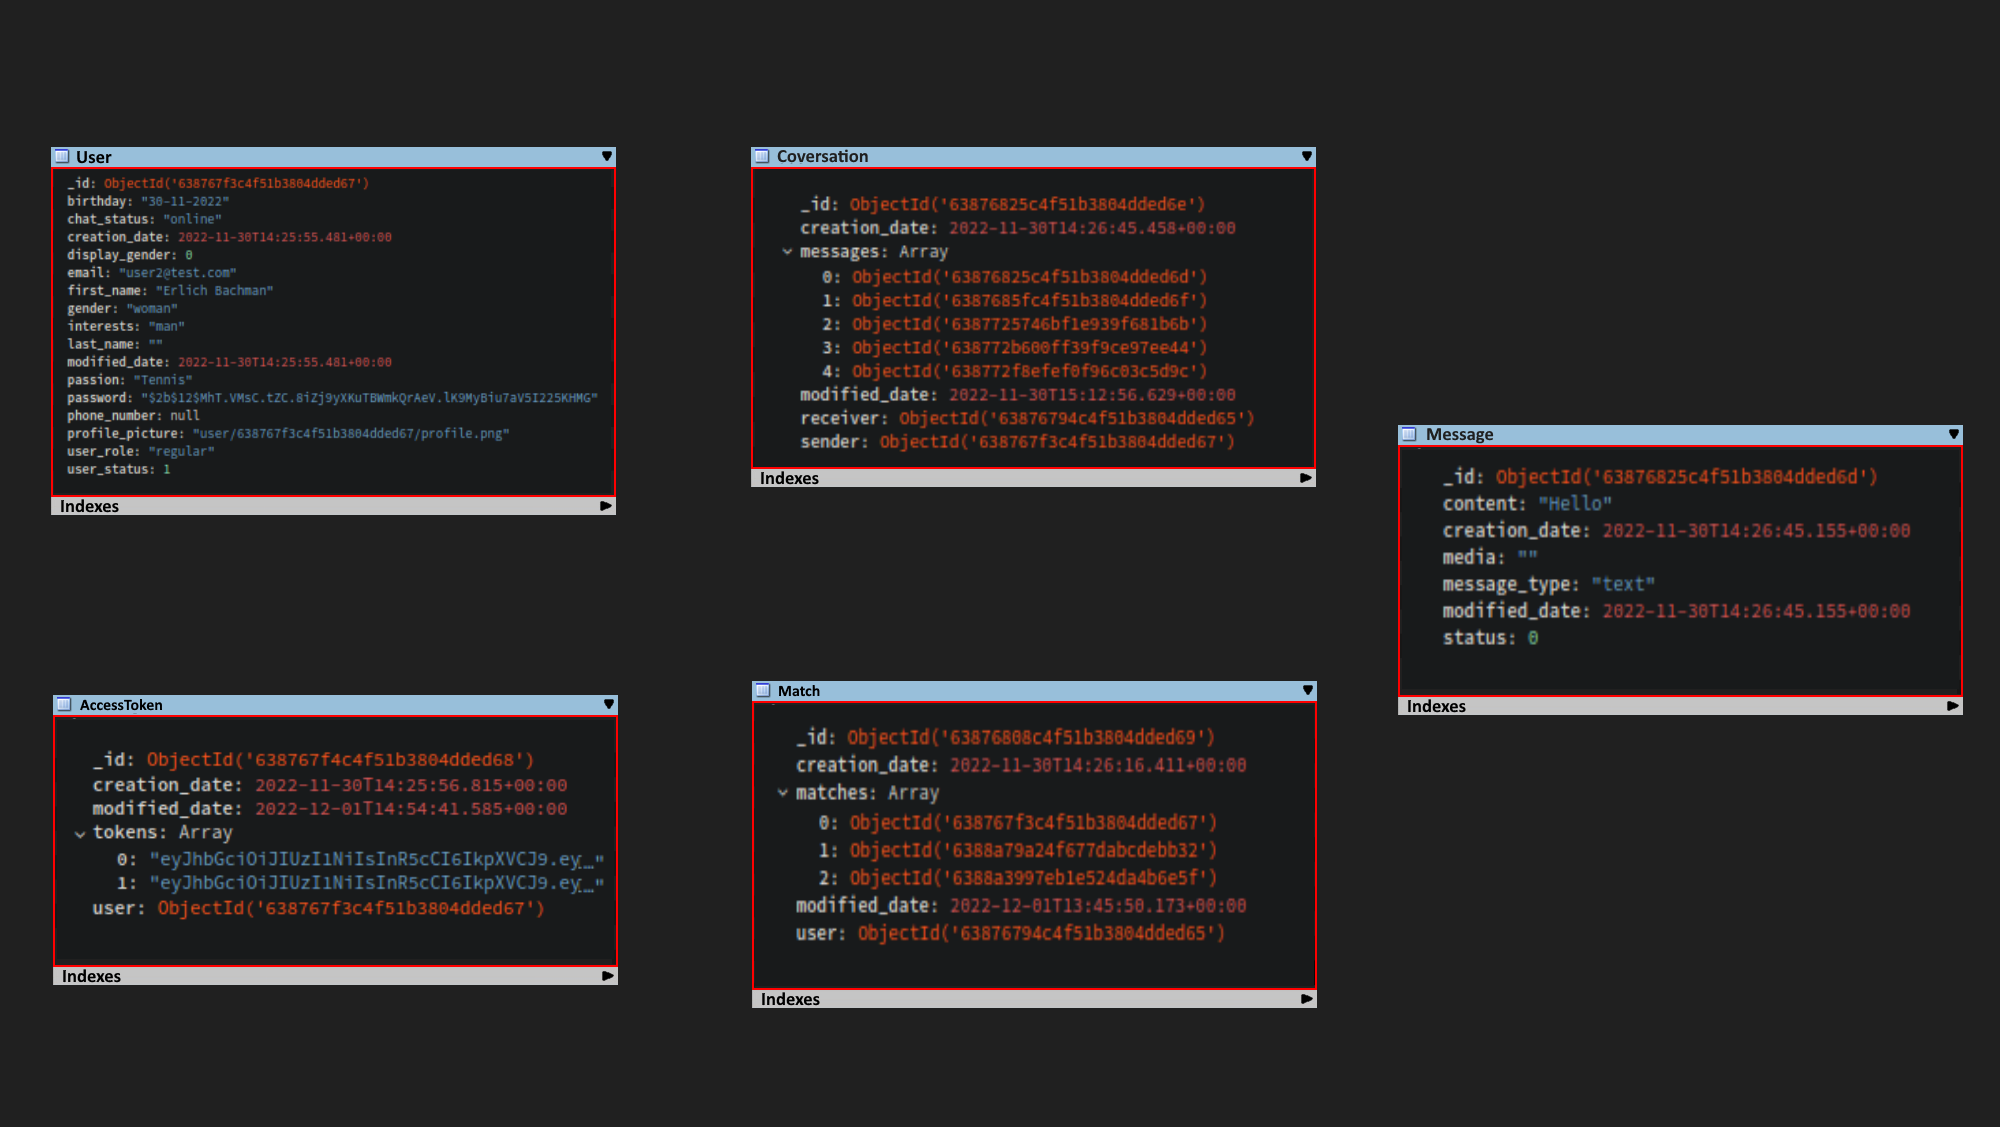 User
_id: ObjectId('638767f3c4f51b3804dded67')
birthday: "30-11-2022"
chat_status: "online"
creation_date: 2022-11-30T14:25:55.481+00:00
display_gender: 0
email: "user2@test.com"
first_name: "Erlich Bachman"
gender: "woman"
interests: "man"
last_name: ""
modified_date: 2022-11-30T14:25:55.481+00:00
passion: "Tennis"
password: "$2b$12$MhT.VMsC.tZC.8iZj9yXKuTBWmkQrAeV.lK9MyBiu7aV5I225KHMG"
phone_number: null
profile_picture: "user/638767f3c4f51b3804dded67/profile.png"
user_role: "regular"
user_status: 1
Indexes
Coversation
_id: ObjectId('63876825c4f51b3804dded6e')
creation_date: 2022-11-30T14:26:45.458+00:00
messages: Array
0: ObjectId('63876825c4f51b3804dded6d')
1: ObjectId('6387685fc4f51b3804dded6f')
2: ObjectId('6387725746bf1e939f681b6b')
3: ObjectId('638772b600ff39f9ce97ee44')
4: ObjectId('638772f8efef0f96c03c5d9c')
modified_date: 2022-11-30T15:12:56.629+00:00
receiver: ObjectId('63876794c4f51b3804dded65')
sender: ObjectId('638767f3c4f51b3804dded67')
Indexes
Message
_id: ObjectId('63876825c4f51b3804dded6d')
content: "Hello"
creation_date: 2022-11-30T14:26:45.155+00:00
media: ""
message_type: "text"
modified_date: 2022-11-30T14:26:45.155+00:00
status: 0
Indexes
AccessToken
_id: ObjectId('638767f4c4f51b3804dded68')
creation_date: 2022-11-30T14:25:56.815+00:00
modified_date: 2022-12-01T14:54:41.585+00:00
tokens: Array
0: "eyJhbGciOiJIUzI1NiIsInR5cCI6IkpXVCJ9.ey…"
1: "eyJhbGciOiJIUzI1NiIsInR5cCI6IkpXVCJ9.ey…"
user: ObjectId('638767f3c4f51b3804dded67')
Indexes
Match
_id: ObjectId('63876808c4f51b3804dded69')
creation_date: 2022-11-30T14:26:16.411+00:00
matches: Array
0: ObjectId('638767f3c4f51b3804dded67')
1: ObjectId('6388a79a24f677dabcdebb32')
2: ObjectId('6388a3997eb1e524da4b6e5f')
modified_date: 2022-12-01T13:45:50.173+00:00
user: ObjectId('63876794c4f51b3804dded65')
Indexes